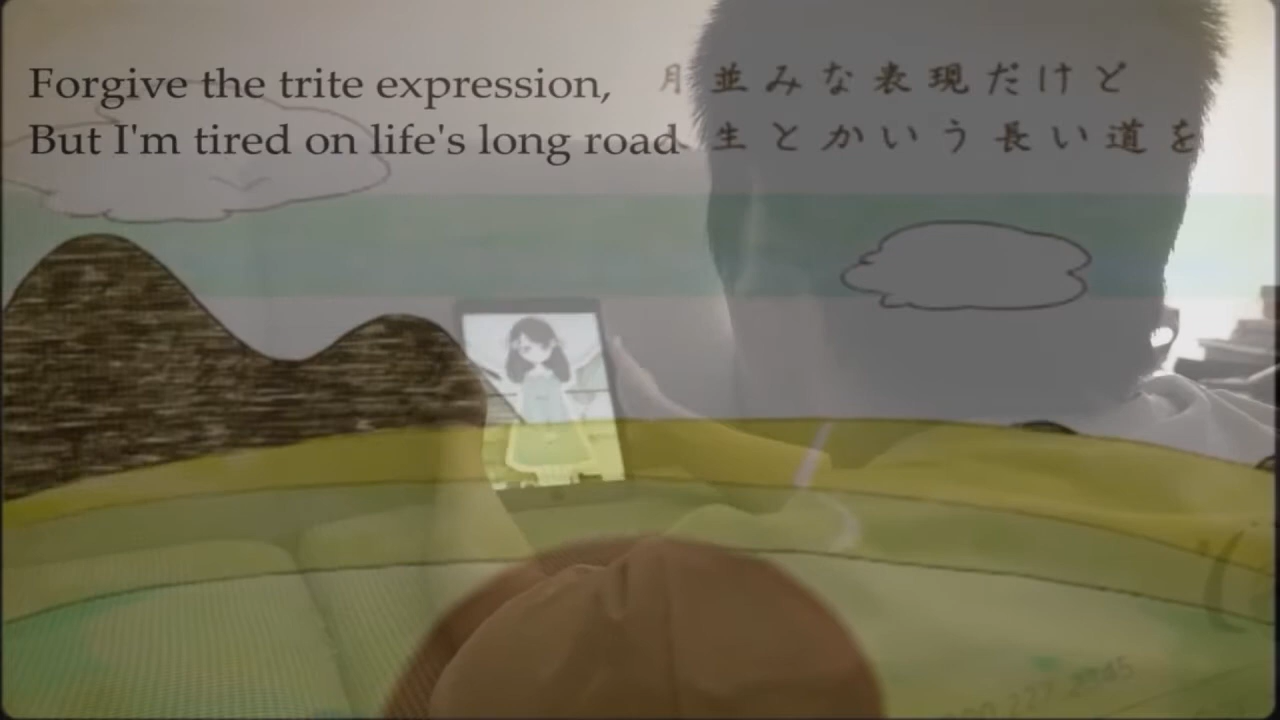 Forgive the trite expression,
月並みな表現だけど
But I'm tired on life's long road
生とかいう長い道を
2045